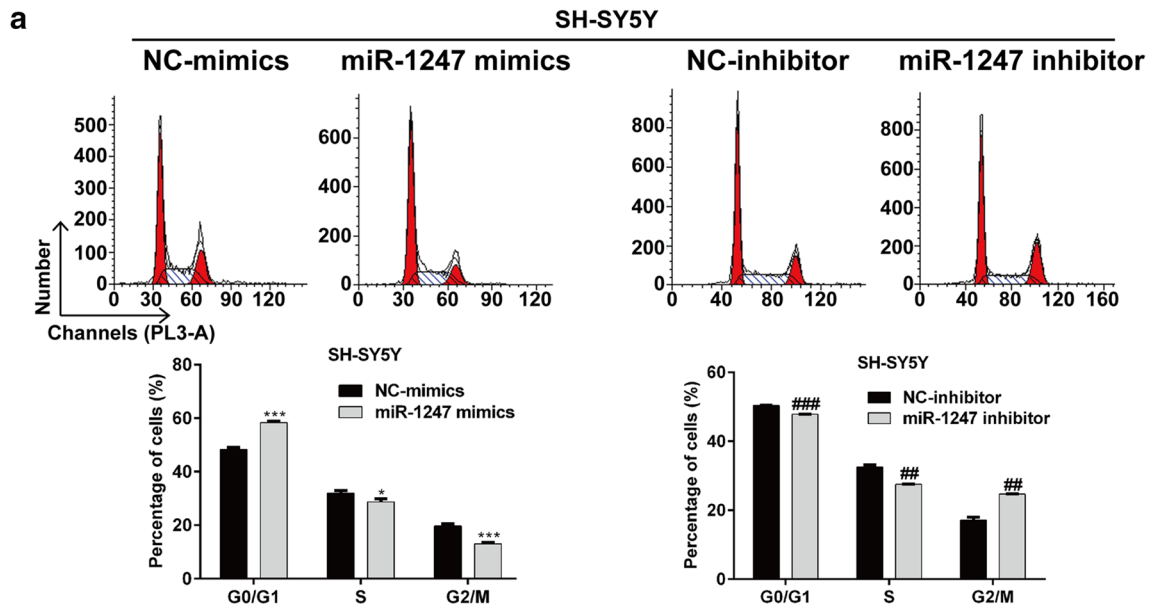 a
SH-SY5Y
NC-mimics miR-1247 mimics NC-inhibitor miR-1247 inhibitor
500
400
300
200
100
0
0 30 60 90 120
600
400
200
0
0 30 60 90 120
800
600
400
200
0
0 40 80 120
800
600
400
200
0
0 40 80 120 160
Number
Channels (PL3-A)
SH-SY5Y
NC-mimics
miR-1247 mimics
Percentage of cells (%)
80
60
40
20
0
***
*
***
G0/G1 S G2/M
SH-SY5Y
NC-inhibitor
miR-1247 inhibitor
Percentage of cells (%)
60
40
20
0
###
##
##
G0/G1 S G2/M